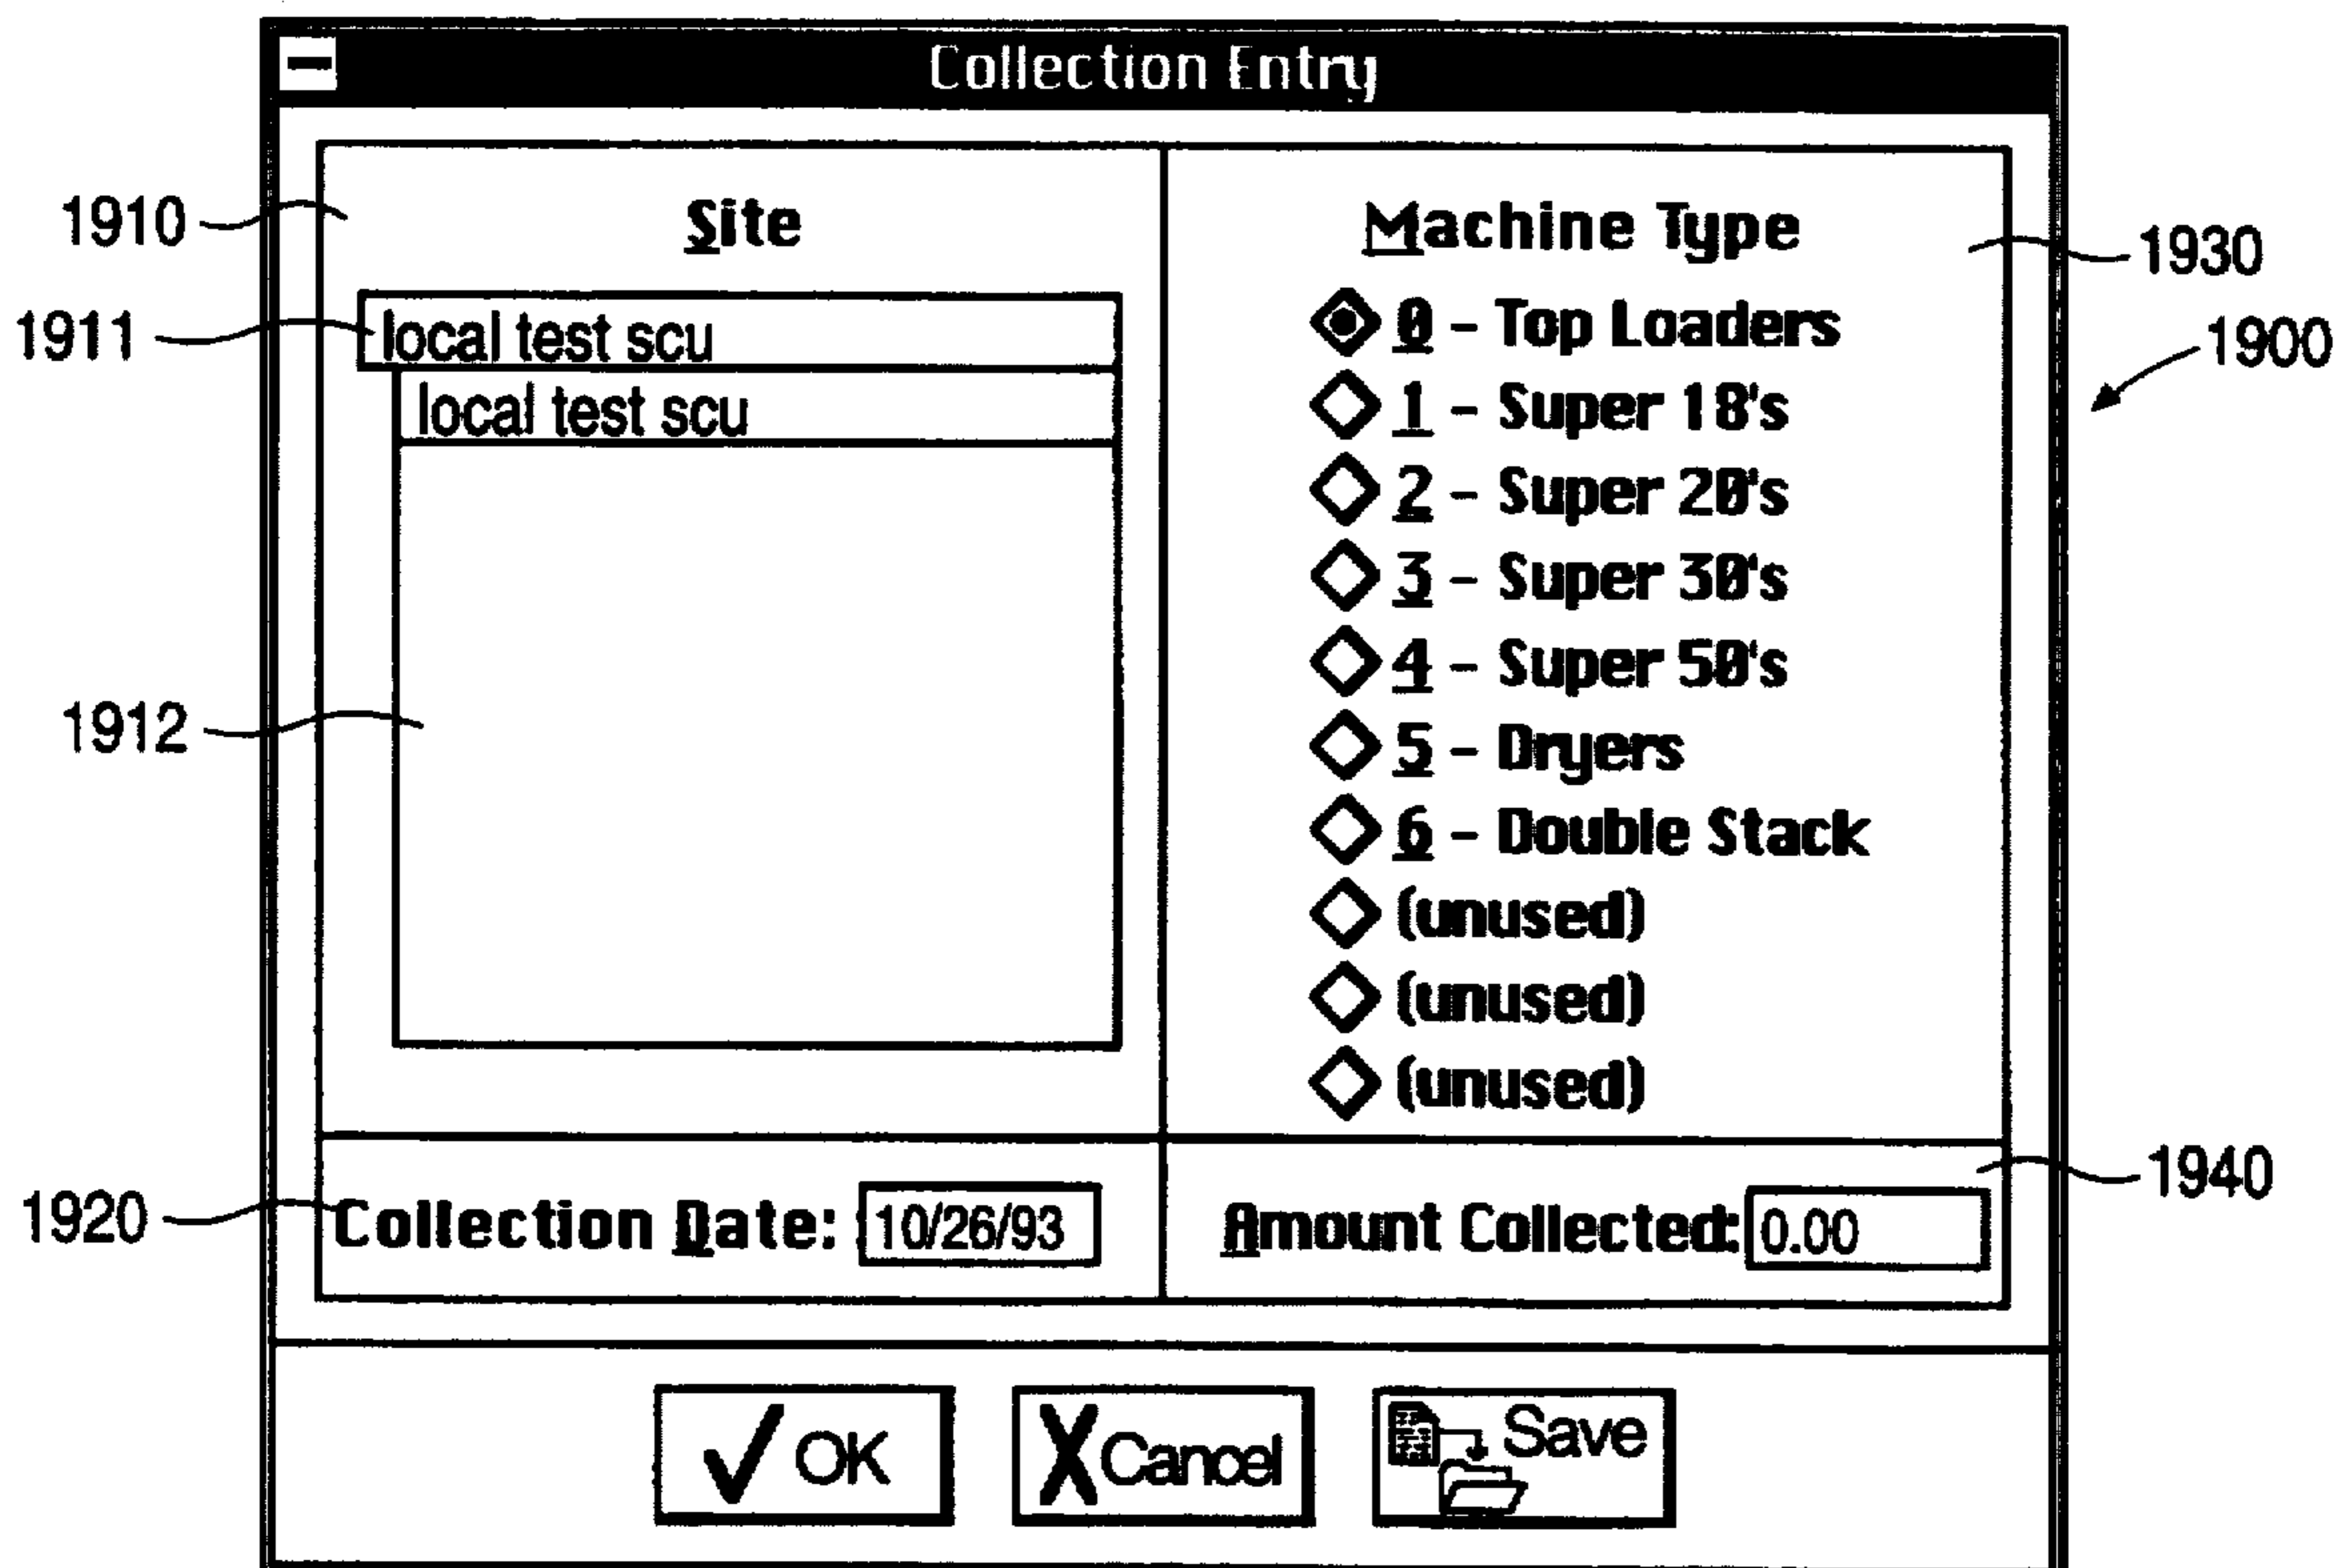 Collection Entry
1910
Site
Machine Type
1930
1911
local test scu
0 - Top Loaders
1900
local test scu
1 - Super 18's
2 - Super 20's
3 - Super 30's
4 - Super 50's
1912
5 - Dryers
6 - Double Stack
(unused)
(unused)
(unused)
1920
Collection Date: 10/26/93
Amount Collected: 0.00
1940
OK
Cancel
Save